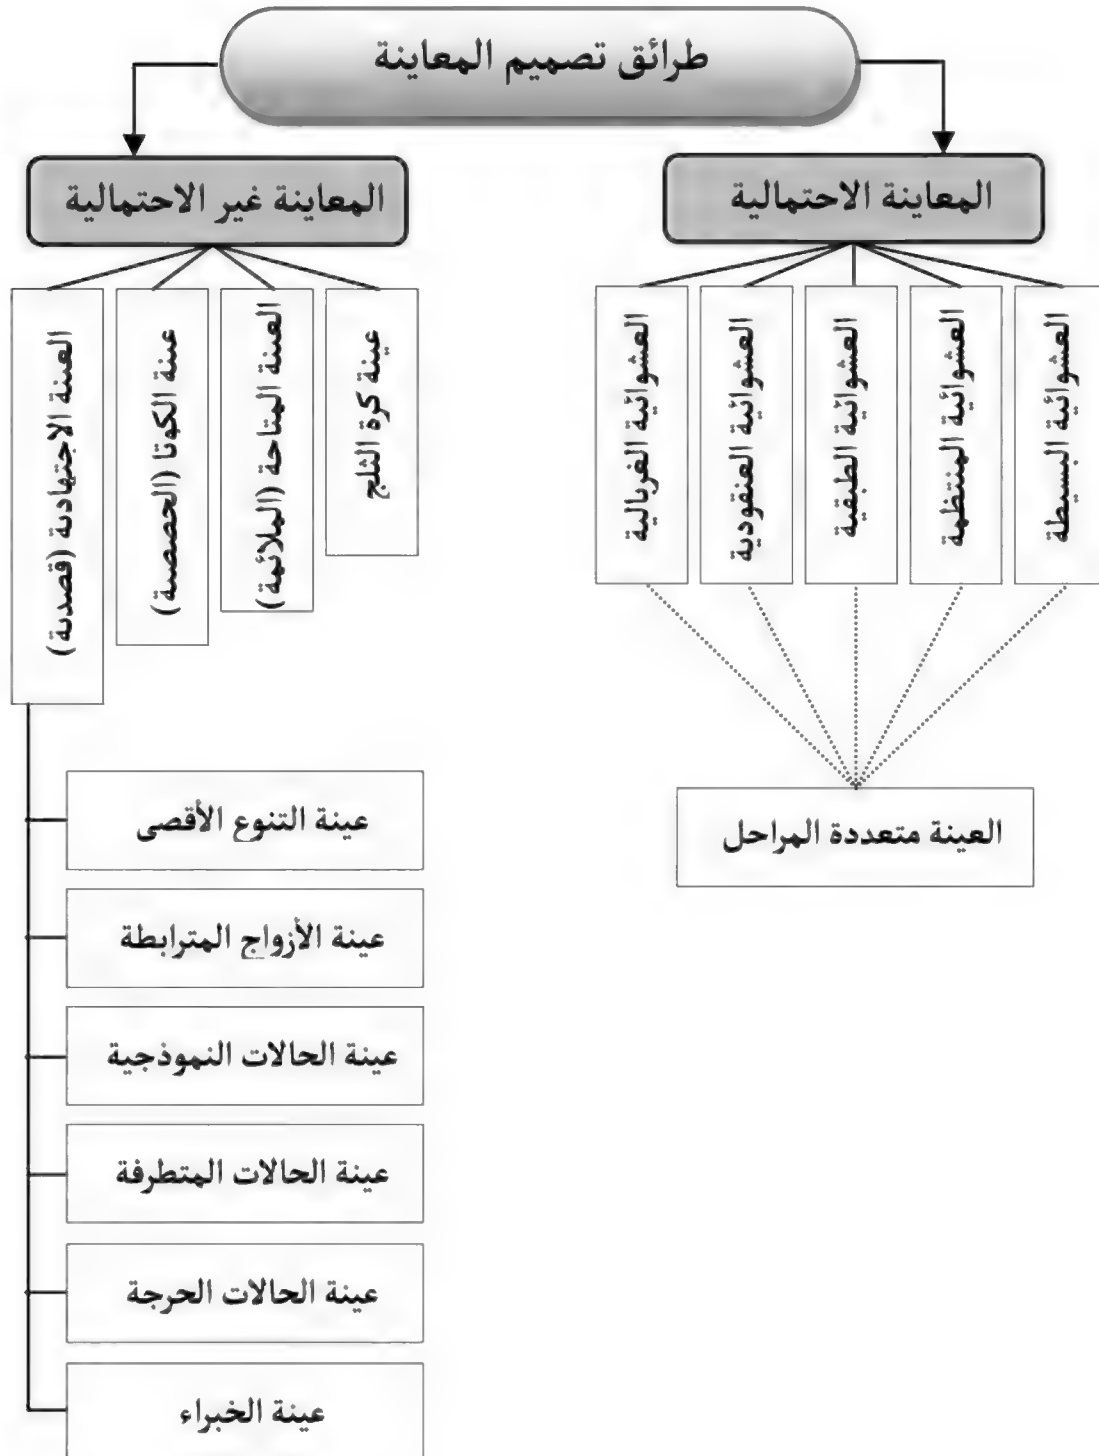 طرائق تصميم المعاينة
المعاينة الاحتمالية
المعاينة غير الاحتمالية
العشوائية البسيطة
العشوائية المنتظمة
العشوائية الطبقية
العشوائية العنقودية
العشوائية الغربالية
عينة كرة الثلج
العينة المتاحة (الملائمة)
عينة الكوتا (الحصصية)
العينة الاجتهادية (قصدية)
العينة متعددة المراحل
عينة التنوع الأقصى
عينة الأزواج المترابطة
عينة الحالات النموذجية
عينة الحالات المتطرفة
عينة الحالات الحرجة
عينة الخبراء